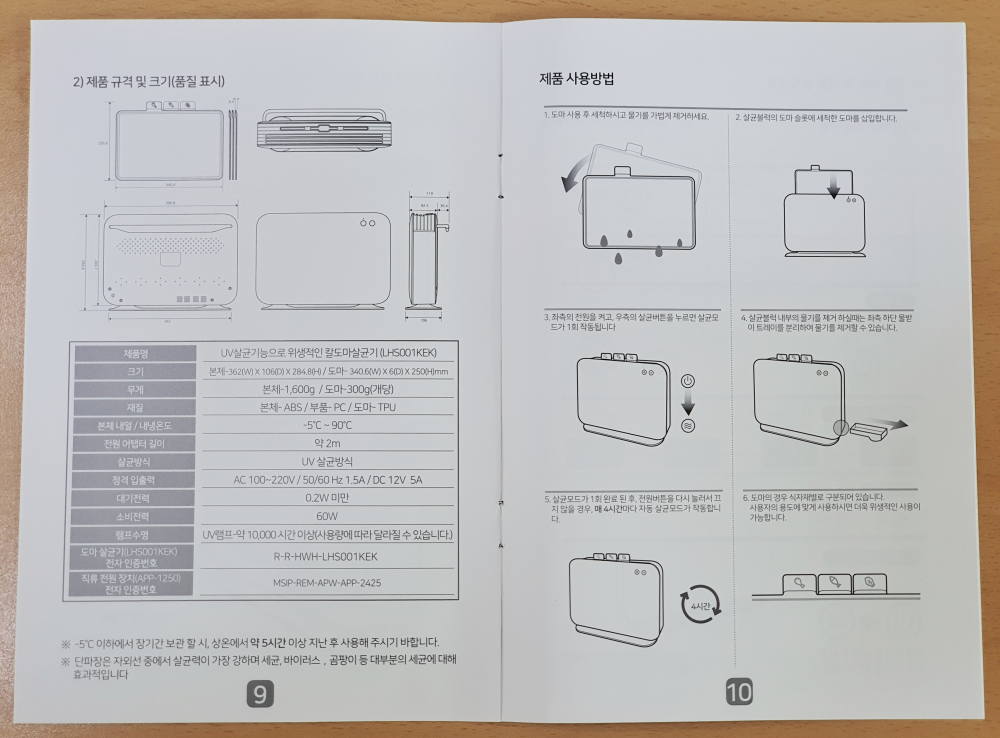 2) 제품 규격 및 크기(품질 표시)
제품명 UV살균기능으로 위생적인 칼도마살균기 (LHS001KEK)
크기 본체-362(W) X 106(D) X 284.8(H) / 도마- 340.6(W) X 6(D) X 250(H)mm
무게 본체-1,600g / 도마-300g(개당)
재질 본체- ABS / 부품- PC / 도마- TPU
본체 내열 / 내냉온도 -5℃ ~ 90℃
전원 어탭터 길이 약 2m
살균방식 UV 살균방식
정격 입출력 AC 100~220V / 50/60 Hz 1.5A / DC 12V 5A
대기전력 0.2W 미만
소비전력 60W
램프수명 UV램프-약 10,000 시간 이상(사용량에 따라 달라질 수 있습니다.)
도마 살균기(LHS001KEK)
전자 인증번호 R-R-HWH-LHS001KEK
직류 전원 장치(APP-1250)
전자 인증번호 MSIP-REM-APW-APP-2425
※ -5℃ 이하에서 장기간 보관 할 시, 상온에서 약 5시간 이상 지난 후 사용해 주시기 바합니다.
※ 단파장은 자외선 중에서 살균력이 가장 강하며 세균, 바이러스 , 곰팡이 등 대부분의 세균에 대해
효과적입니다
9
제품 사용방법
1. 도마 사용 후 세척하시고 물기를 가볍게 제거하세요.
2. 살균블럭의 도마 슬롯에 세척한 도마를 삽입합니다.
3. 좌측의 전원을 켜고, 우측의 살균버튼을 누르면 살균모
드가 1회 작동됩니다
4. 살균블럭 내부의 물기를 제거 하실때는 좌측 하단 물받
이 트레이를 분리하여 물기를 제거할 수 있습니다.
5. 살균모드가 1회 완료 된 후, 전원버튼을 다시 눌러서 끄
지 않을 경우, 매 4시간마다 자동 살균모드가 작동합니
다.
4시간
6. 도마의 경우 식자재별로 구분되어 있습니다.
사용자의 용도에 맞게 사용하시면 더욱 위생적인 사용이
가능합니다.
10